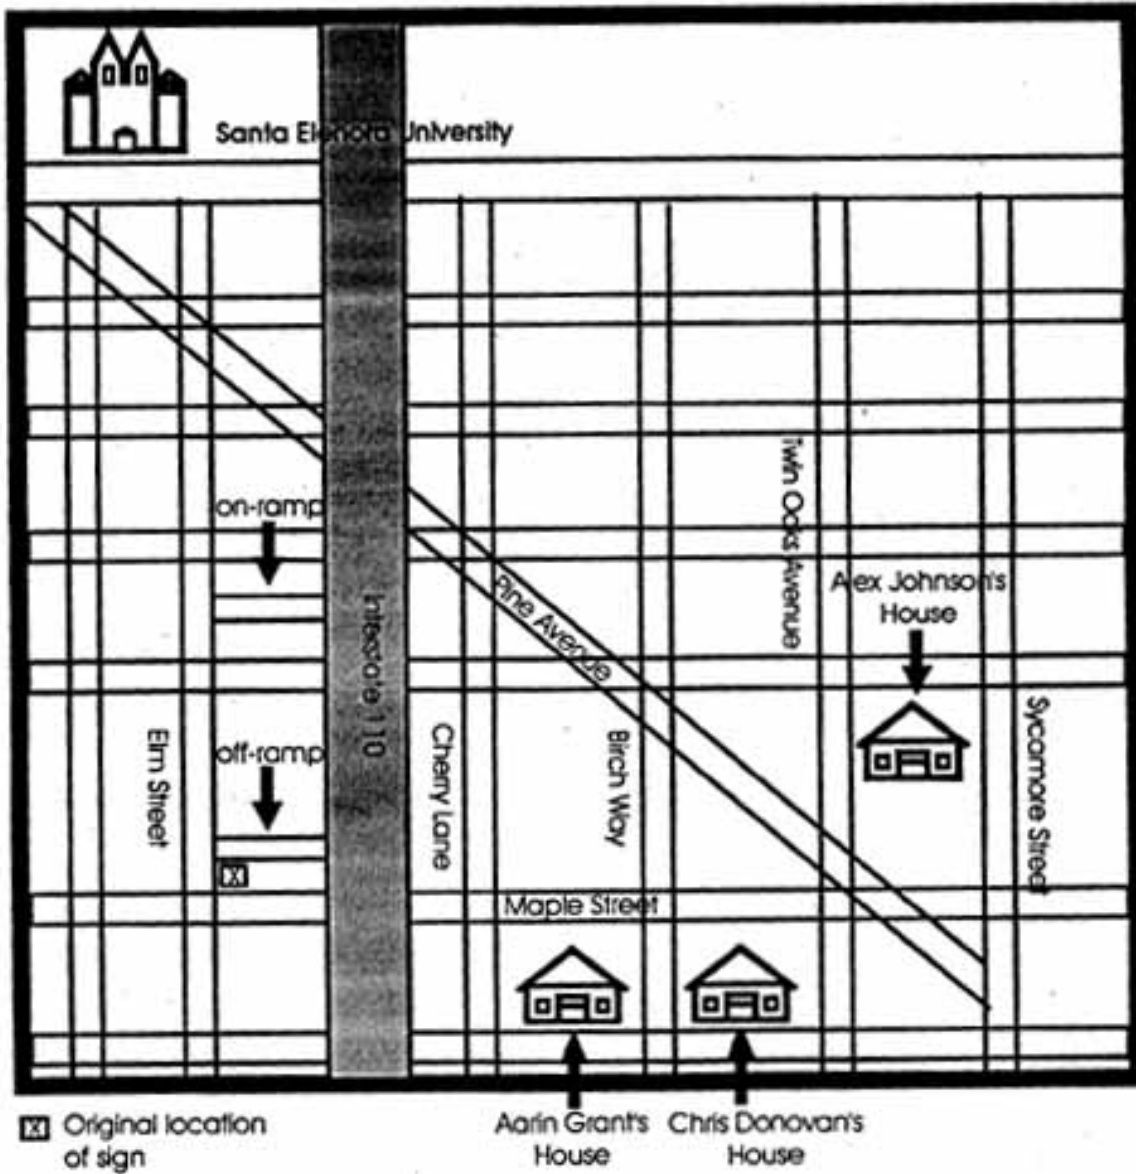 Santa Elenora University
on-ramp
Twin Oaks Avenue
Alex Johnson's
House
Pine Avenue
Interstate 110
off-ramp
Elm Street
Cherry Lane
Birch Way
Sycamore Street
X
Maple Street
X Original location
of sign
Aarin Grant's
House
Chris Donovan's
House